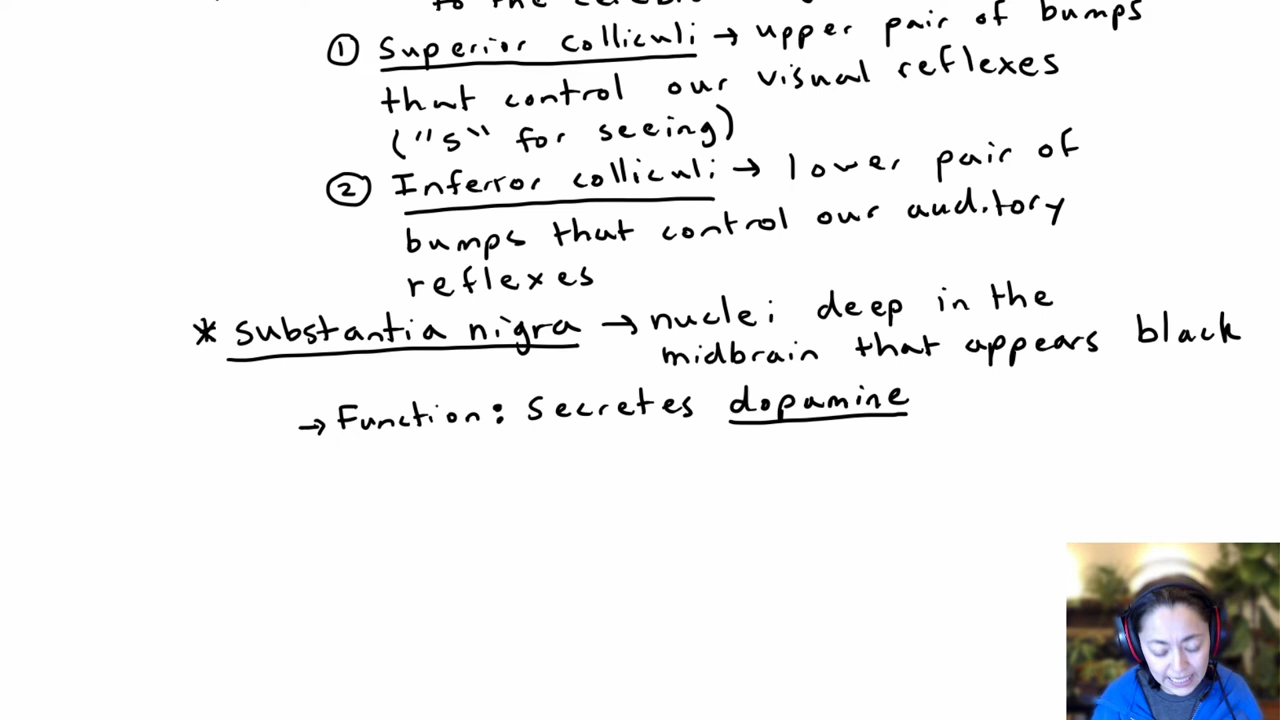 to the
① Superior colliculi → upper pair of bumps
that control our visual reflexes
("s" for seeing)
② Inferior colliculi → lower pair of
bumps that control our auditory
reflexes
* substantia nigra → nuclei deep in the
midbrain that appears black
→ Function: secretes dopamine